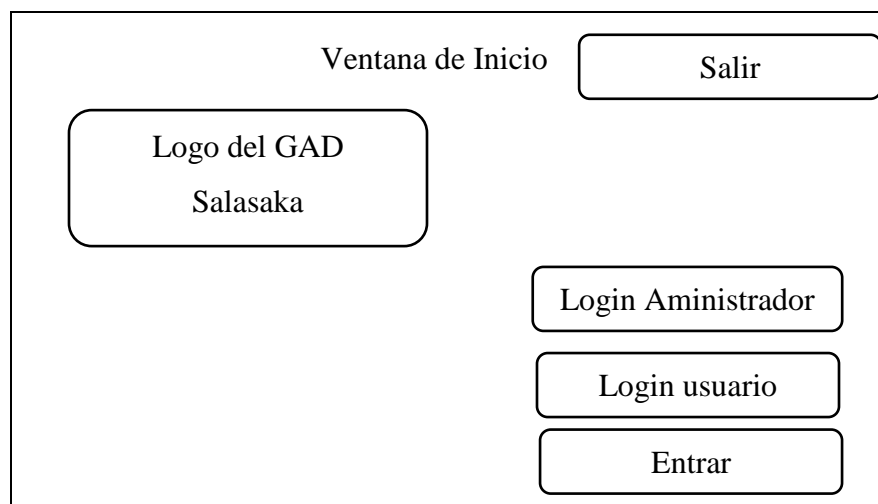 Ventana de Inicio
Salir
Logo del GAD
Salasaka
Login Aministrador
Login usuario
Entrar